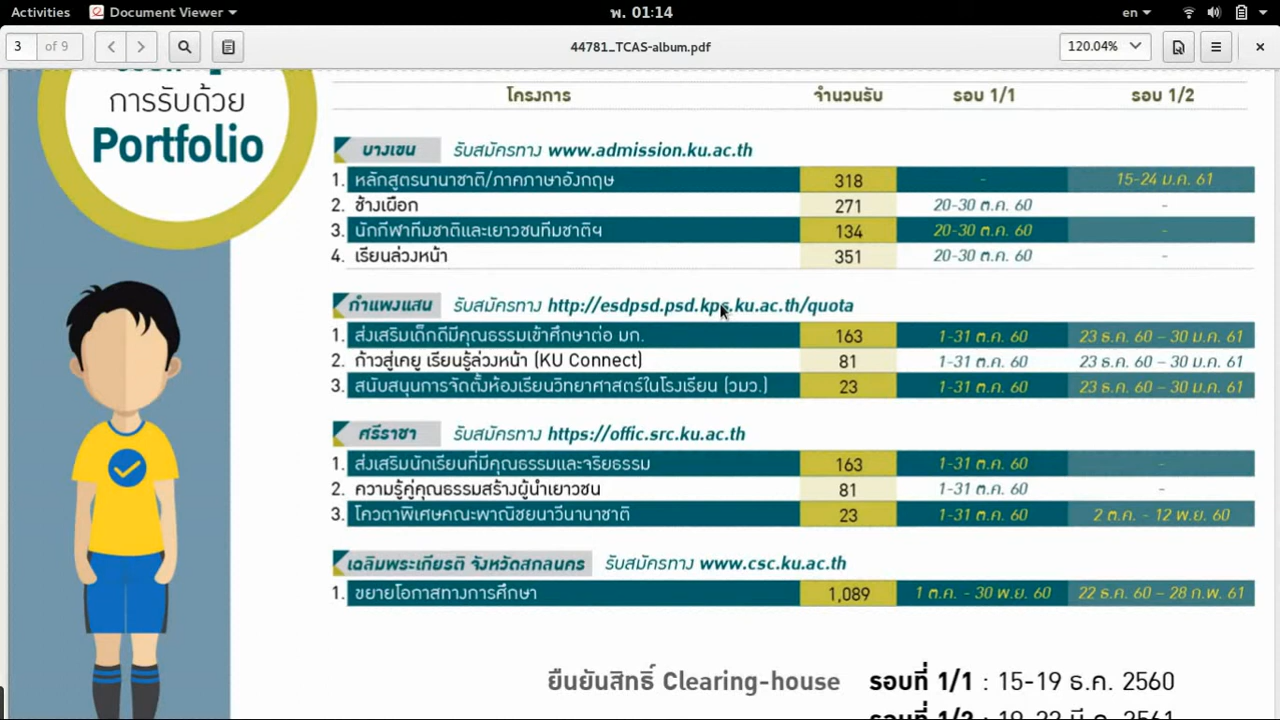 Activities Document Viewer พ. 01:14 en
3 of 9 44781_TCAS-album.pdf 120.04%
การรับด้วย
Portfolio
โครงการ จำนวนรับ รอบ 1/1 รอบ 1/2
บางเขน รับสมัครทาง www.admission.ku.ac.th
1. หลักสูตรนานาชาติ/ภาคภาษาอังกฤษ 318 - 15-24 ม.ค. 61
2. ช้างเผือก 271 20-30 ต.ค. 60 -
3. นักกีฬาทีมชาติและเยาวชนทีมชาติฯ 134 20-30 ต.ค. 60 -
4. เรียนล่วงหน้า 351 20-30 ต.ค. 60 -
กำแพงแสน รับสมัครทาง http://esdpsd.psd.kps.ku.ac.th/quota
1. ส่งเสริมเด็กดีมีคุณธรรมเข้าศึกษาต่อ มก. 163 1-31 ต.ค. 60 23 ธ.ค. 60 – 30 ม.ค. 61
2. ก้าวสู่เคยู เรียนรู้ล่วงหน้า (KU Connect) 81 1-31 ต.ค. 60 23 ธ.ค. 60 – 30 ม.ค. 61
3. สนับสนุนการจัดตั้งห้องเรียนวิทยาศาสตร์ในโรงเรียน (วมว.) 23 1-31 ต.ค. 60 23 ธ.ค. 60 – 30 ม.ค. 61
ศรีราชา รับสมัครทาง https://offic.src.ku.ac.th
1. ส่งเสริมนักเรียนที่มีคุณธรรมและจริยธรรม 163 1-31 ต.ค. 60 -
2. ความรู้คู่คุณธรรมสร้างผู้นำเยาวชน 81 1-31 ต.ค. 60 -
3. โควตาพิเศษคณะพาณิชยนาวีนานาชาติ 23 1-31 ต.ค. 60 2 ต.ค. - 12 พ.ย. 60
เฉลิมพระเกียรติ จังหวัดสกลนคร รับสมัครทาง www.csc.ku.ac.th
1. ขยายโอกาสทางการศึกษา 1,089 1 ต.ค. - 30 พ.ย. 60 22 ธ.ค. 60 – 28 ก.พ. 61
ยืนยันสิทธิ์ Clearing-house รอบที่ 1/1 : 15-19 ธ.ค. 2560